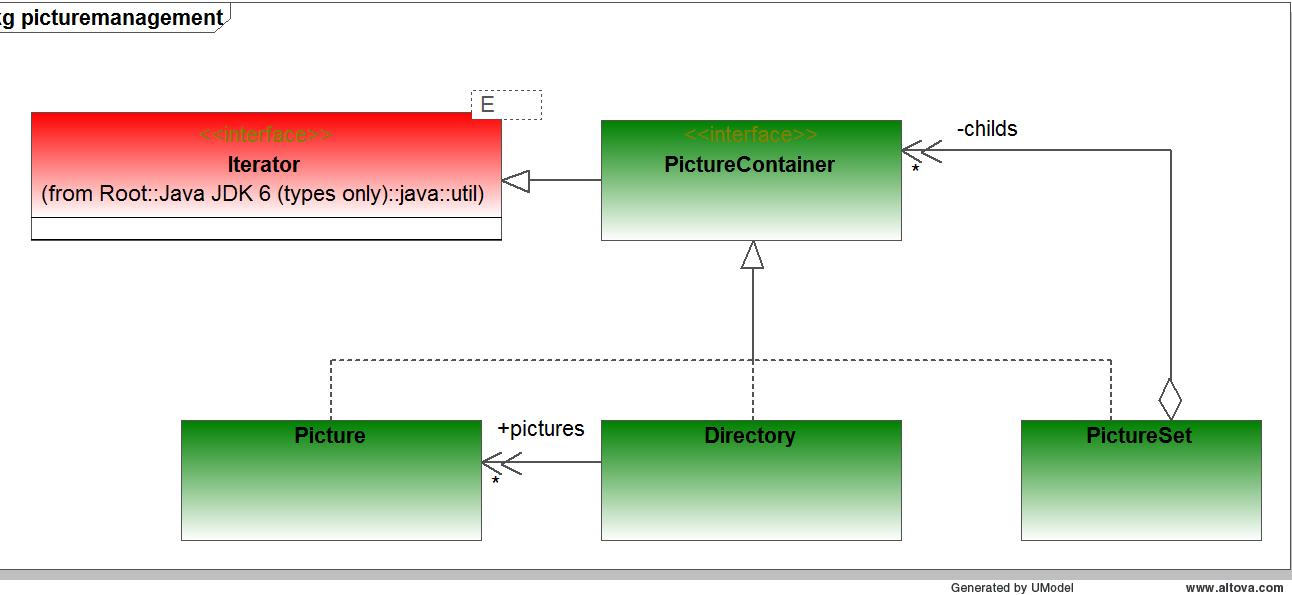 kg picturemanagement
E
<<interface>>
Iterator
(from Root::Java JDK 6 (types only)::java::util)
<<interface>>
PictureContainer
-childs
*
Picture
+pictures
*
Directory
PictureSet
Generated by UModel
www.altova.com